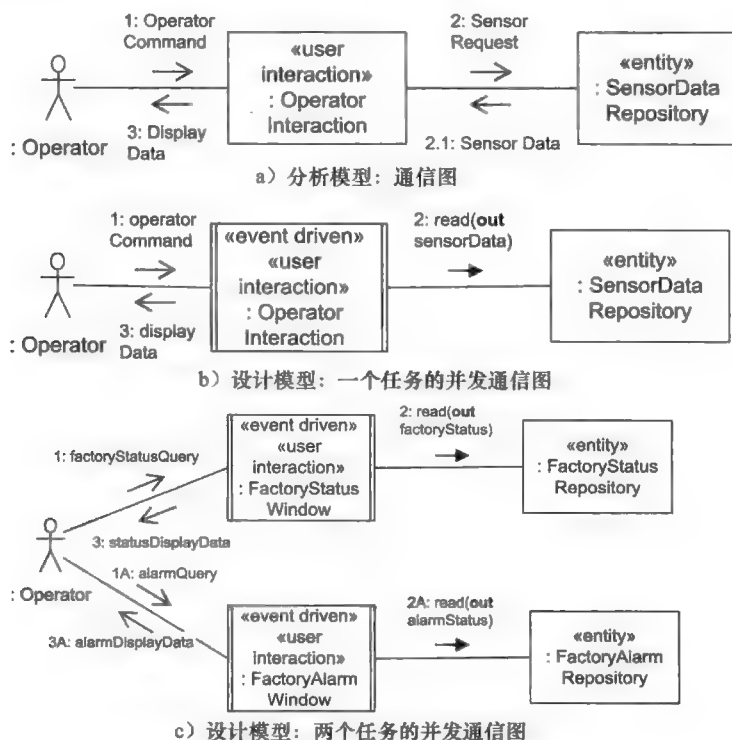 1: Operator
Command
3: Display
Data
: Operator
«user
interaction»
: Operator
Interaction
2: Sensor
Request
2.1: Sensor Data
«entity»
: SensorData
Repository
a）分析模型：通信图
1: operator
Command
3: display
Data
: Operator
«event driven»
«user
interaction»
: Operator
Interaction
2: read(out
sensorData)
«entity»
: SensorData
Repository
b）设计模型：一个任务的并发通信图
1: factoryStatusQuery
3: statusDisplayData
: Operator
1A: alarmQuery
3A: alarmDisplayData
«event driven»
«user
interaction»
: FactoryStatus
Window
2: read(out
factoryStatus)
«entity»
: FactoryStatus
Repository
«event driven»
«user
interaction»
: FactoryAlarm
Window
2A: read(out
alarmStatus)
«entity»
: FactoryAlarm
Repository
c）设计模型：两个任务的并发通信图